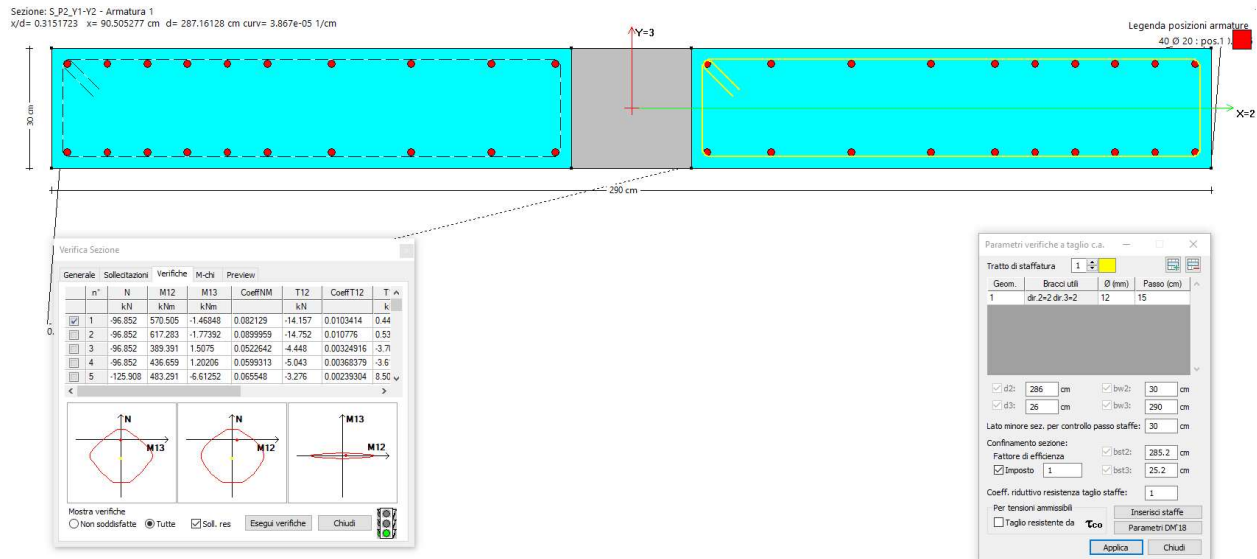 Sezione: S_P2_Y1-Y2 - Armatura 1
x/d= 0.3151723 x= 90.505277 cm d= 287.16128 cm curv= 3.867e-05 1/cm
Y=3
Legenda posizioni armature
40 Ø 20 : pos.1
30 cm
X=2
290 cm
Verifica Sezione
Generale Sollecitazioni Verifiche M-chi Preview
n° N M12 M13 CoeffNM T12 CoeffT12
kN kNm kNm kN
1 -96.852 570.505 -1.46848 0.082129 -14.157 0.0103414 0.44
2 -96.852 617.283 -1.77392 0.0899959 -14.752 0.010776 0.53
3 -96.852 389.391 1.5075 0.0522642 -4.448 0.00324916
4 -96.852 436.659 1.20206 0.0599313 -5.043 0.00368379
5 -125.908 483.291 -6.61252 0.065548 -3.276 0.00239304 8.50
N
M13
N
M12
M13
M12
Mostra verifiche
Non soddisfatte Tutte Soll. res Esegui verifiche Chiudi
Parametri verifiche a taglio c.a.
Tratto di staffatura 1
Geom. Bracci utili Ø (mm) Passo (cm)
1 dir.2=2 dir.3=2 12 15
d2: 286 cm bw2: 30 cm
d3: 26 cm bw3: 290 cm
Lato minore sez. per controllo passo staffe: 30 cm
Confinamento sezione:
Fattore di efficienza bst2: 285.2 cm
Imposto 1 bst3: 25.2 cm
Coeff. riduttivo resistenza taglio staffe: 1
Per tensioni ammissibili Inserisci staffe
Taglio resistente da τco Parametri DM'18
Applica Chiudi